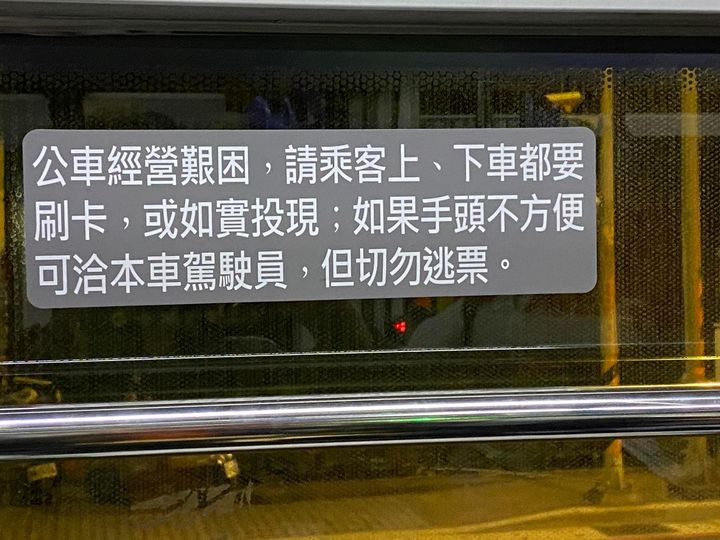 公車經營艱困，請乘客上、下車都要
刷卡，或如實投現；如果手頭不方便
可洽本車駕駛員，但切勿逃票。